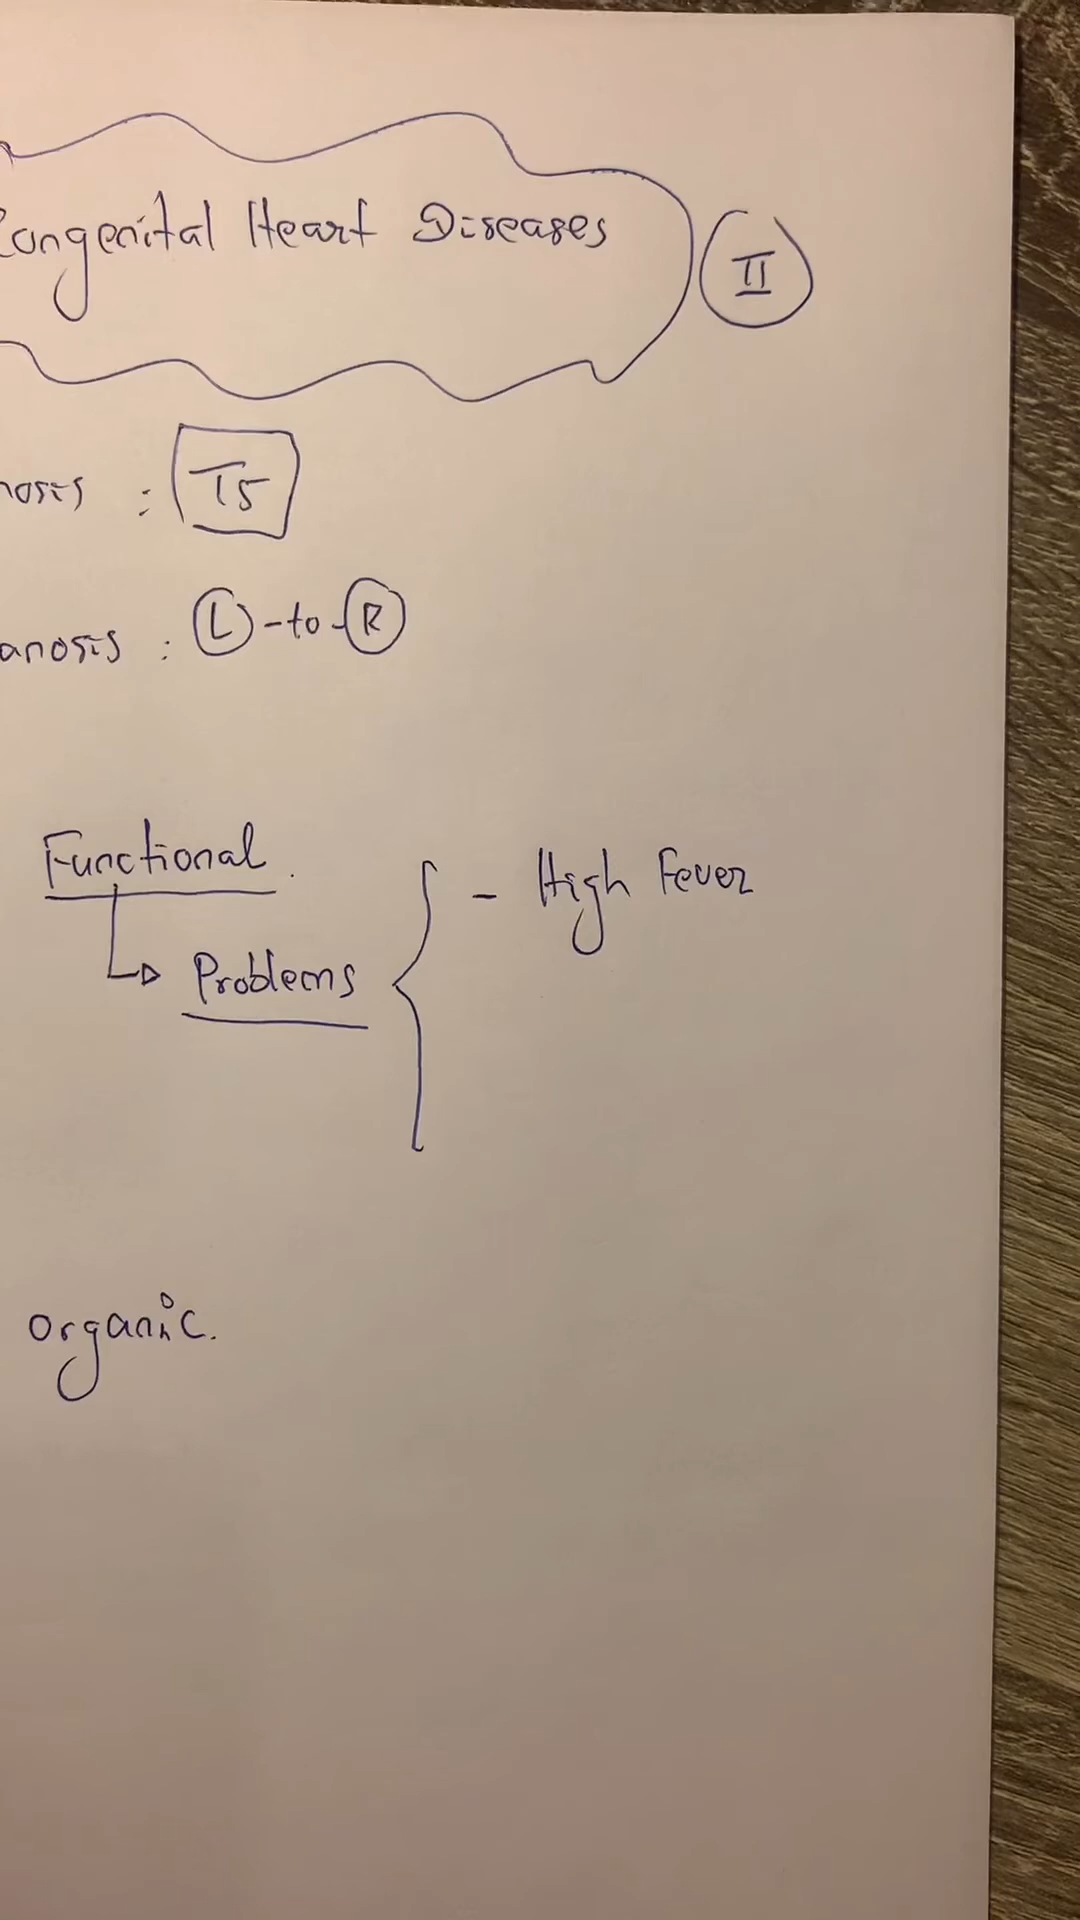 Congenital Heart Diseases II
nosis : T5
anosis : L-to-R
Functional.
Problems - High Fever
organic.